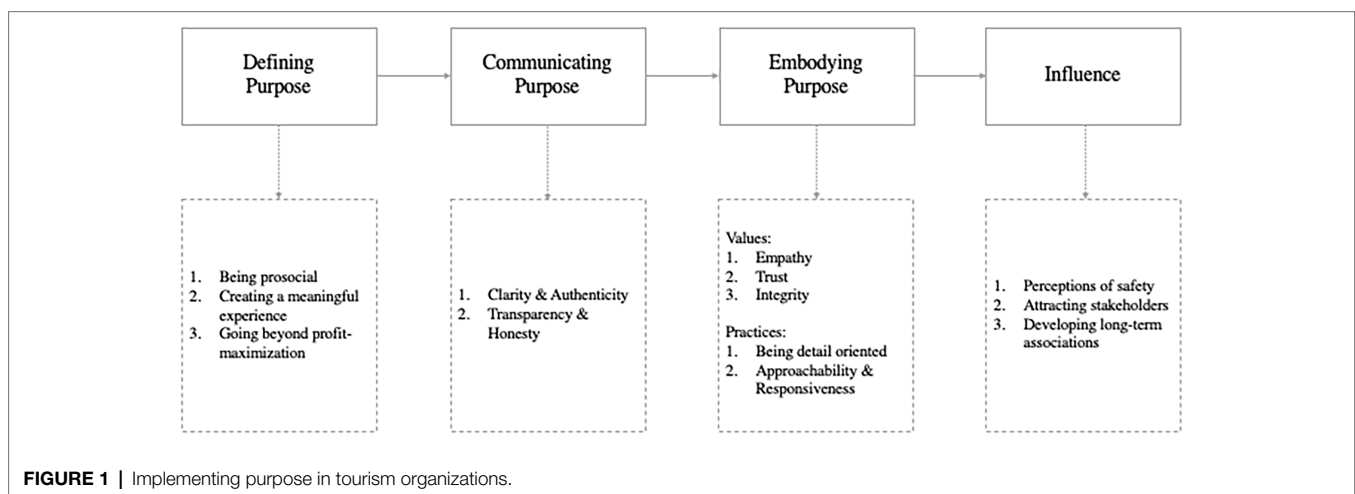 Defining
Purpose
Communicating
Purpose
Embodying
Purpose
Influence
1. Being prosocial
2. Creating a meaningful
experience
3. Going beyond profit-
maximization
1. Clarity & Authenticity
2. Transparency &
Honesty
Values:
1. Empathy
2. Trust
3. Integrity
Practices:
1. Being detail oriented
2. Approachability &
Responsiveness
1. Perceptions of safety
2. Attracting stakeholders
3. Developing long-term
associations
FIGURE 1 | Implementing purpose in tourism organizations.